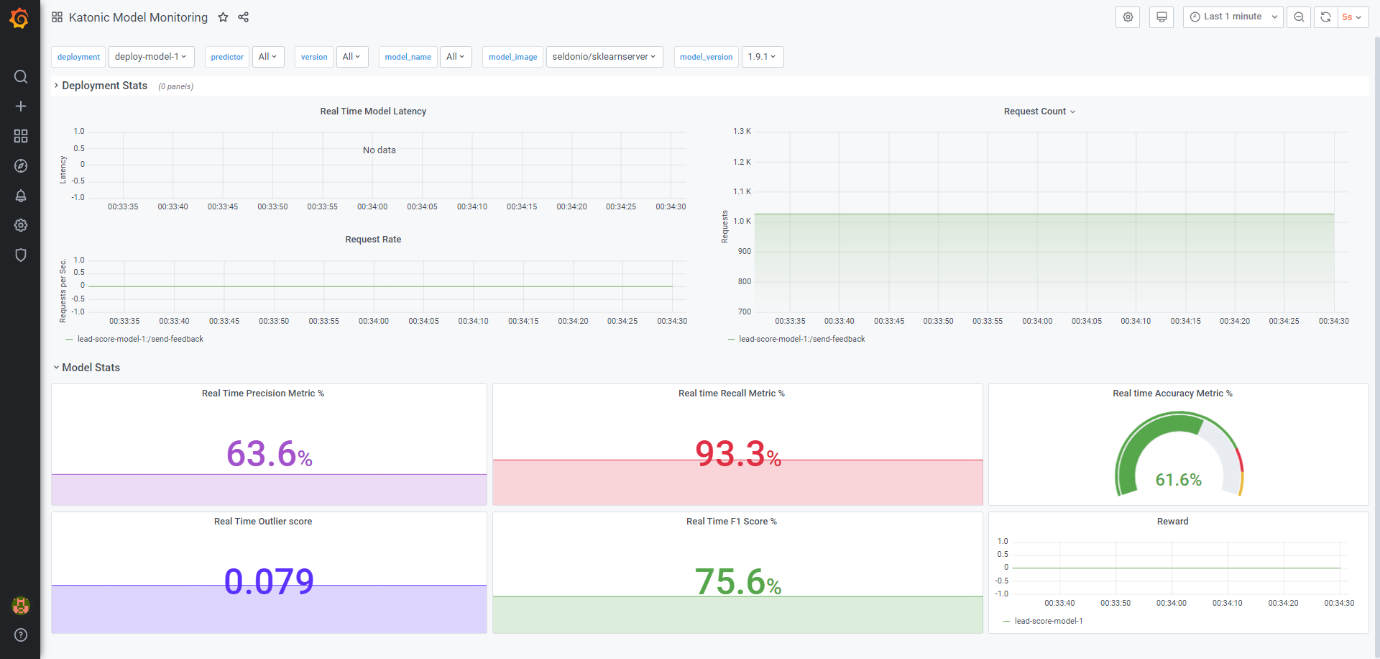 Katonic Model Monitoring
Last 1 minute
5s
deployment deploy-model-1 predictor All version All model_name All model_image seldonio/sklearnserver model_version 1.9.1
Deployment Stats (0 panels)
Real Time Model Latency
Latency
1.0
0.5
0
-0.5
-1.0
No data
00:33:35 00:33:40 00:33:45 00:33:50 00:33:55 00:34:00 00:34:05 00:34:10 00:34:15 00:34:20 00:34:25 00:34:30
Request Rate
Requests per Sec.
1.0
0.5
0
-0.5
-1.0
00:33:35 00:33:40 00:33:45 00:33:50 00:33:55 00:34:00 00:34:05 00:34:10 00:34:15 00:34:20 00:34:25 00:34:30
lead-score-model-1:/send-feedback
Request Count
Requests
1.3 K
1.2 K
1.1 K
1.0 K
900
800
700
00:33:35 00:33:40 00:33:45 00:33:50 00:33:55 00:34:00 00:34:05 00:34:10 00:34:15 00:34:20 00:34:25 00:34:30
lead-score-model-1:/send-feedback
Model Stats
Real Time Precision Metric %
63.6%
Real time Recall Metric %
93.3%
Real time Accuracy Metric %
61.6%
Real Time Outlier score
0.079
Real Time F1 Score %
75.6%
Reward
1.0
0.5
0
-0.5
-1.0
00:33:40 00:33:50 00:34:00 00:34:10 00:34:20 00:34:30
lead-score-model-1